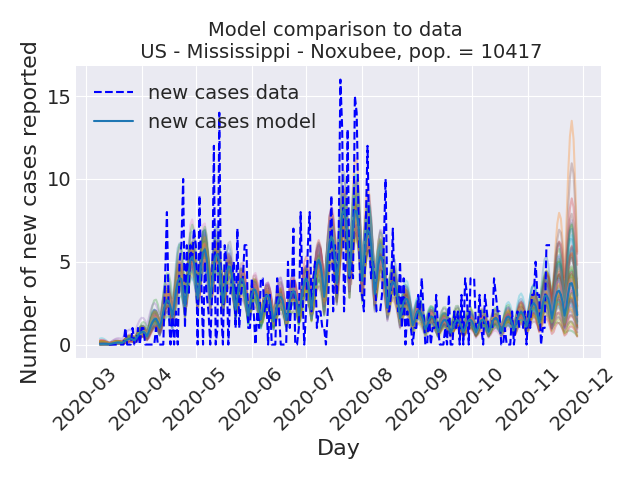 Model comparison to data
US - Mississippi - Noxubee, pop. = 10417
Number of new cases reported
15
10
5
0
new cases data
new cases model
2020-03
2020-04
2020-05
2020-06
2020-07
2020-08
2020-09
2020-10
2020-11
2020-12
Day